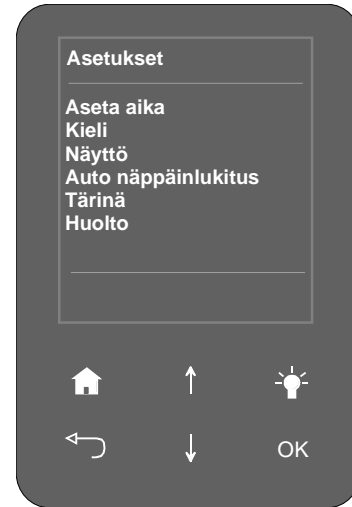 Asetukset
Aseta aika
Kieli
Näyttö
Auto näppäinlukitus
Tärinä
Huolto
OK